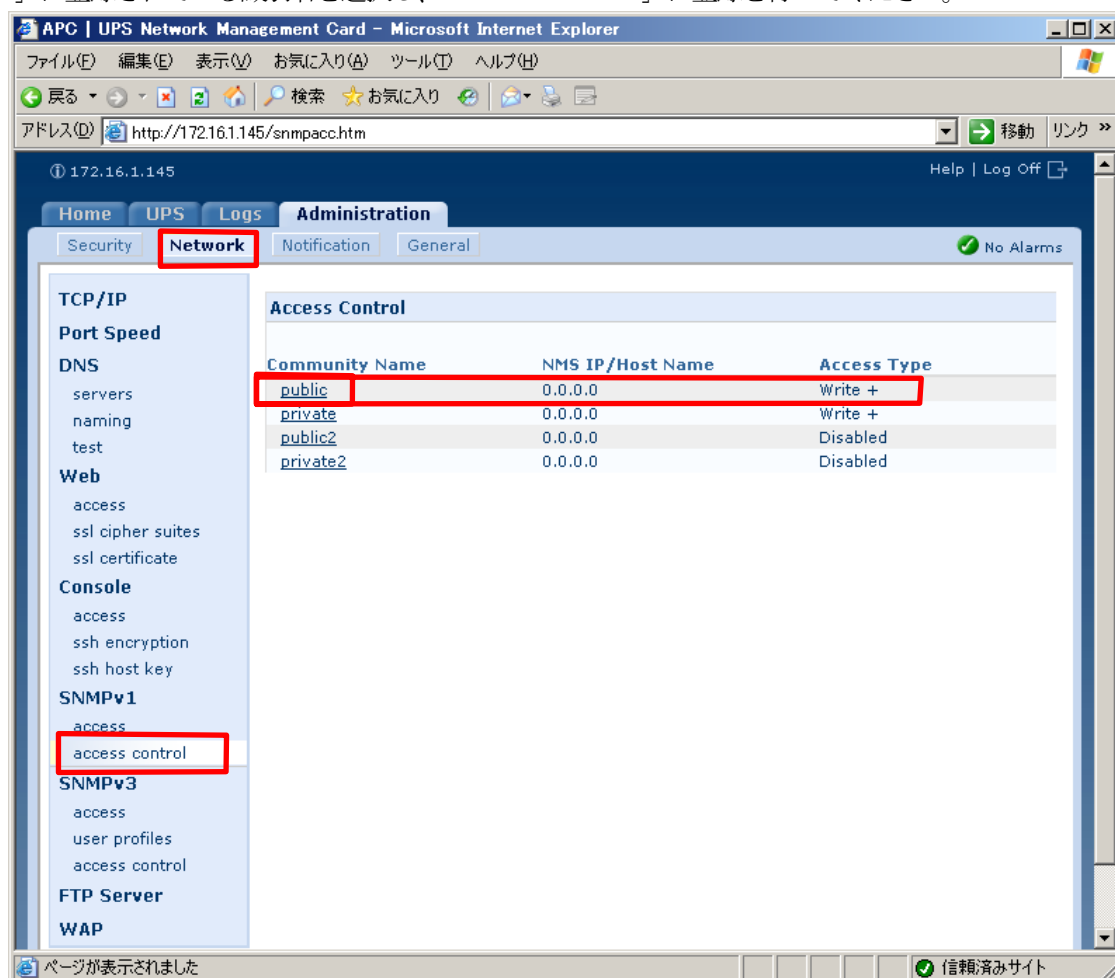 APC | UPS Network Management Card - Microsoft Internet Explorer
ファイル(F) 編集(E) 表示(V) お気に入り(A) ツール(T) ヘルプ(H)
戻る 検索 お気に入り
アドレス(D) http://172.16.1.145/snmpacc.htm 移動 リンク »
172.16.1.145 Help | Log Off
Home UPS Logs Administration
Security Network Notification General No Alarms
TCP/IP
Port Speed
DNS
servers
naming
test
Web
access
ssl cipher suites
ssl certificate
Console
access
ssh encryption
ssh host key
SNMPv1
access
access control
SNMPv3
access
user profiles
access control
FTP Server
WAP
Access Control
Community Name NMS IP/Host Name Access Type
public 0.0.0.0 Write +
private 0.0.0.0 Write +
public2 0.0.0.0 Disabled
private2 0.0.0.0 Disabled
ページが表示されました 信頼済みサイト